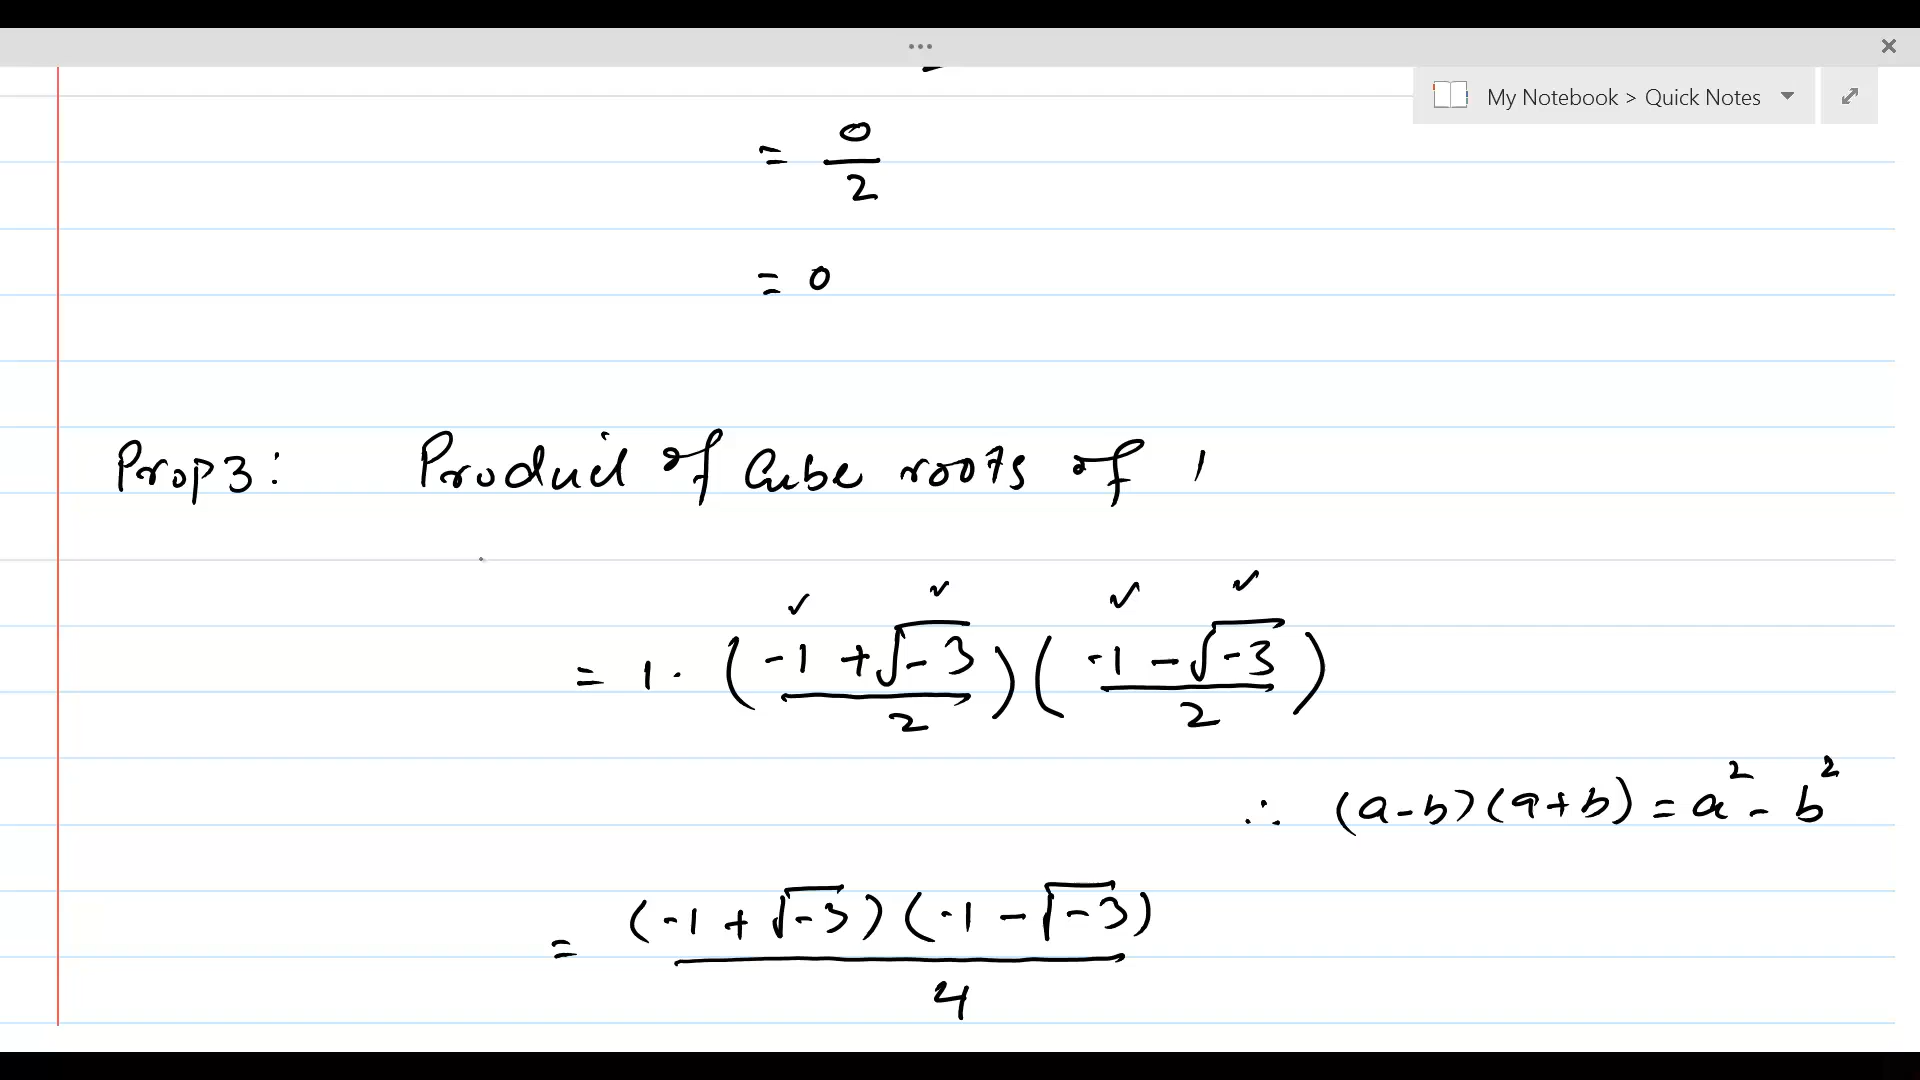 ...
My Notebook > Quick Notes
= 0/2
= 0
Prop3: Product of Cube roots of 1
= 1 · (-1 + √-3 / 2) (-1 - √-3 / 2)
∴ (a-b)(a+b) = a² - b²
= (-1 + √-3)(-1 - √-3) / 4